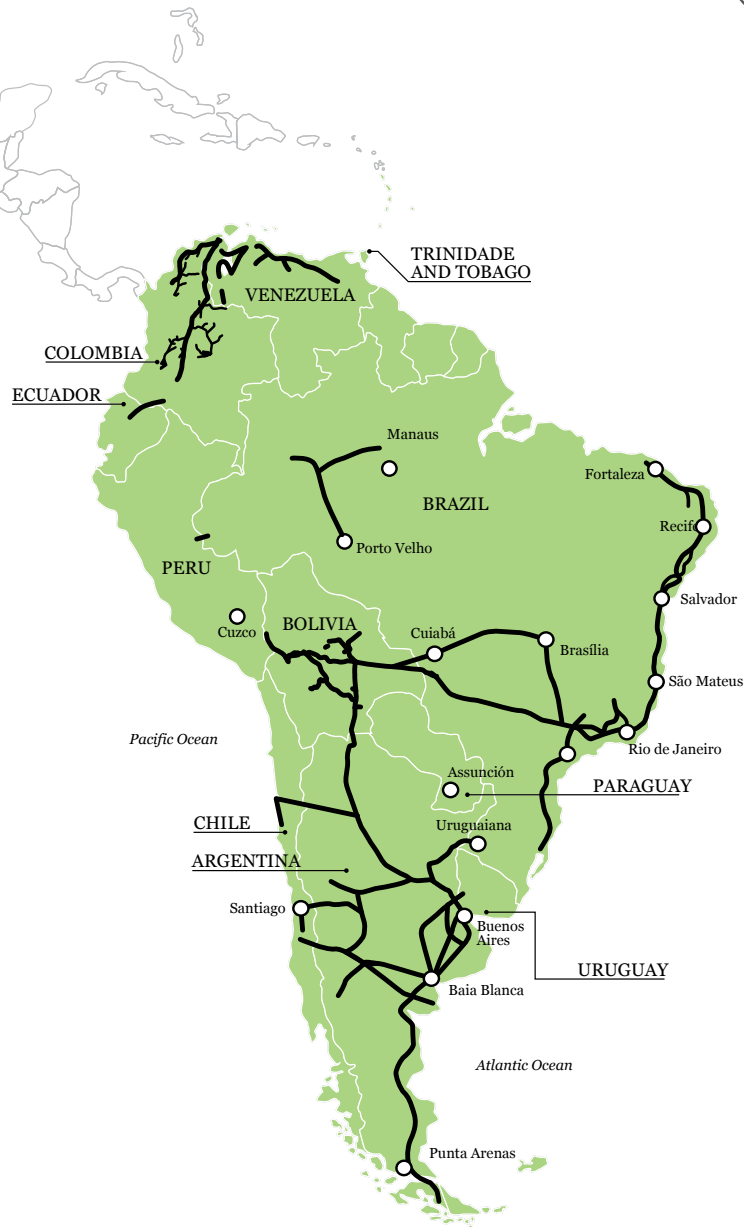 TRINIDADE
AND TOBAGO
VENEZUELA
COLOMBIA
ECUADOR
Manaus
Fortaleza
BRAZIL
Recife
Porto Velho
PERU
Salvador
Cuzco
BOLIVIA
Cuiabá
Brasília
São Mateus
Pacific Ocean
Rio de Janeiro
Assunción
PARAGUAY
CHILE
Uruguaiana
ARGENTINA
Santiago
Buenos
Aires
URUGUAY
Baia Blanca
Atlantic Ocean
Punta Arenas